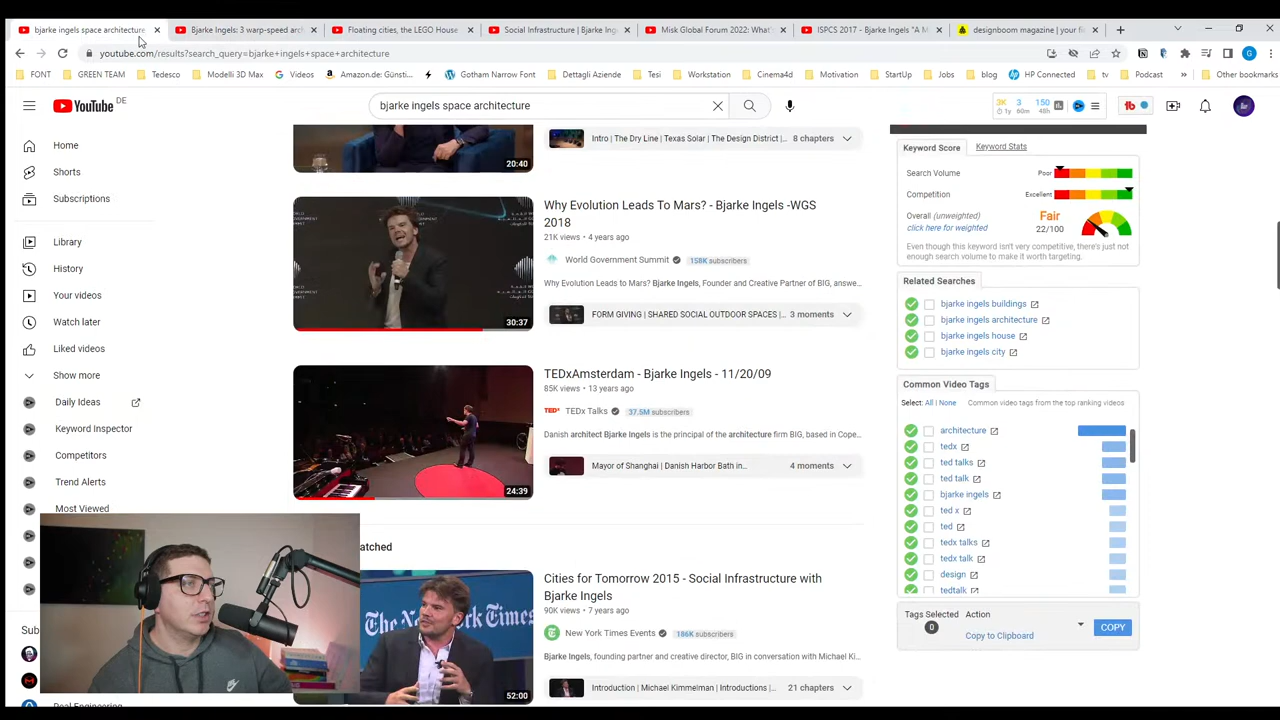 bjarke ingels space architecture
Bjarke Ingels: 3 warp-speed arch
Floating cities, the LEGO House
Social Infrastructure | Bjarke Ing
Misk Global Forum 2022: What's
ISPCS 2017 - Bjarke Ingels "A M
designboom magazine | your fi
youtube.com/results?search_query=bjarke+ingels+space+architecture
FONT
GREEN TEAM
Tedesco
Modelli 3D Max
Videos
Amazon.de: Günsti...
Gotham Narrow Font
Dettagli Aziende
Tesi
Workstation
Cinema4d
Motivation
StartUp
Jobs
blog
HP Connected
tv
Podcast
Other bookmarks
YouTube DE
bjarke ingels space architecture
3K 3 150
1y 60m 48h
tb
Home
Shorts
Subscriptions
Library
History
Your videos
Watch later
Liked videos
Show more
Daily Ideas
Keyword Inspector
Competitors
Trend Alerts
Most Viewed
20:40
Intro | The Dry Line | Texas Solar | The Design District |...
8 chapters
30:37
Why Evolution Leads To Mars? - Bjarke Ingels -WGS
2018
21K views • 4 years ago
World Government Summit 158K subscribers
Why Evolution Leads to Mars? Bjarke Ingels, Founder and Creative Partner of BIG, answe...
FORM GIVING | SHARED SOCIAL OUTDOOR SPACES |...
3 moments
24:39
TEDxAmsterdam - Bjarke Ingels - 11/20/09
85K views • 13 years ago
TEDx Talks 37.5M subscribers
Danish architect Bjarke Ingels is the principal of the architecture firm BIG, based in Cope...
Mayor of Shanghai | Danish Harbor Bath in...
4 moments
atched
The New York Times
52:00
Cities for Tomorrow 2015 - Social Infrastructure with
Bjarke Ingels
90K views • 7 years ago
New York Times Events 186K subscribers
Bjarke Ingels, founding partner and creative director, BIG in conversation with Michael Ki...
Introduction | Michael Kimmelman | Introductions |...
21 chapters
Keyword Score
Keyword Stats
Search Volume Poor
Competition Excellent
Overall (unweighted)
click here for weighted
Fair
22/100
Even though this keyword isn't very competitive, there's just not
enough search volume to make it worth targeting.
Related Searches
bjarke ingels buildings
bjarke ingels architecture
bjarke ingels house
bjarke ingels city
Common Video Tags
Select: All | None Common video tags from the top ranking videos
architecture
tedx
ted talks
ted talk
bjarke ingels
ted x
ted
tedx talks
tedx talk
design
tedtalk
Tags Selected
0
Action
Copy to Clipboard
COPY
Sub
Real Engineering